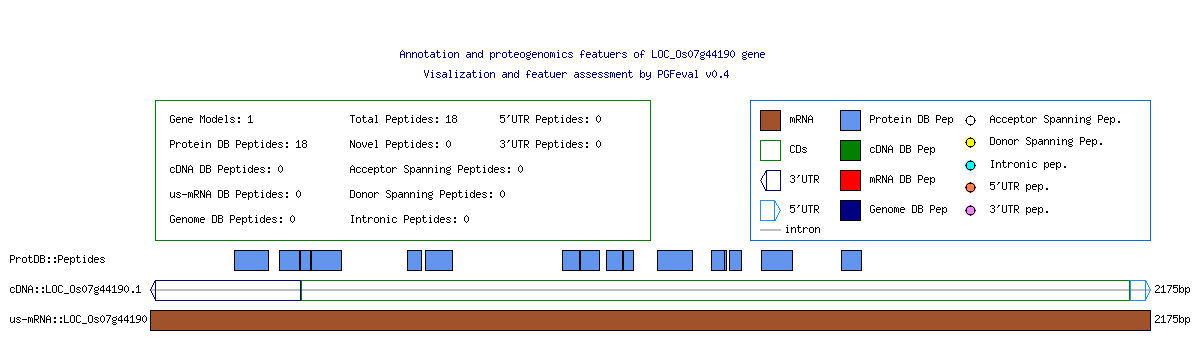 Annotation and proteogenomics featuers of LOC_Os07g44190 gene
Visalization and featuer assessment by PGFeval v0.4
Gene Models: 1 Total Peptides: 18 5'UTR Peptides: 0
Protein DB Peptides: 18 Novel Peptides: 0 3'UTR Peptides: 0
cDNA DB Peptides: 0 Acceptor Spanning Peptides: 0
us-mRNA DB Peptides: 0 Donor Spanning Peptides: 0
Genome DB Peptides: 0 Intronic Peptides: 0
mRNA Protein DB Pep Acceptor Spanning Pep.
CDs cDNA DB Pep Donor Spanning Pep.
3'UTR mRNA DB Pep Intronic pep.
5'UTR Genome DB Pep 5'UTR pep.
intron 3'UTR pep.
ProtDB::Peptides
cDNA::LOC_Os07g44190.1 2175bp
us-mRNA::LOC_Os07g44190 2175bp